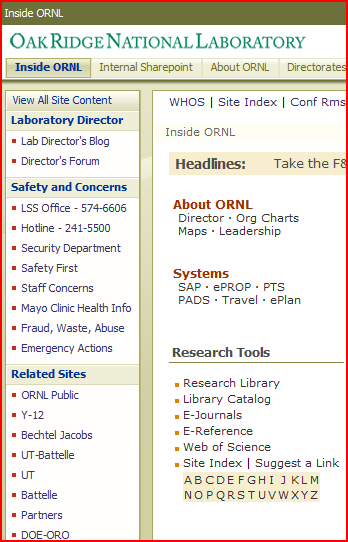 Inside ORNL
OAK RIDGE NATIONAL LABORATORY
Inside ORNL Internal Sharepoint About ORNL Directorates
View All Site Content
Laboratory Director
Lab Director's Blog
Director's Forum
Safety and Concerns
LSS Office - 574-6606
Hotline - 241-5500
Security Department
Safety First
Staff Concerns
Mayo Clinic Health Info
Fraud, Waste, Abuse
Emergency Actions
Related Sites
ORNL Public
Y-12
Bechtel Jacobs
UT-Battelle
UT
Battelle
Partners
DOE-ORO
WHOS | Site Index | Conf Rms
Inside ORNL
Headlines: Take the F&
About ORNL
Director · Org Charts
Maps · Leadership
Systems
SAP · ePROP · PTS
PADS · Travel · ePlan
Research Tools
Research Library
Library Catalog
E-Journals
E-Reference
Web of Science
Site Index | Suggest a Link
A B C D E F G H I J K L M
N O P Q R S T U V W X Y Z